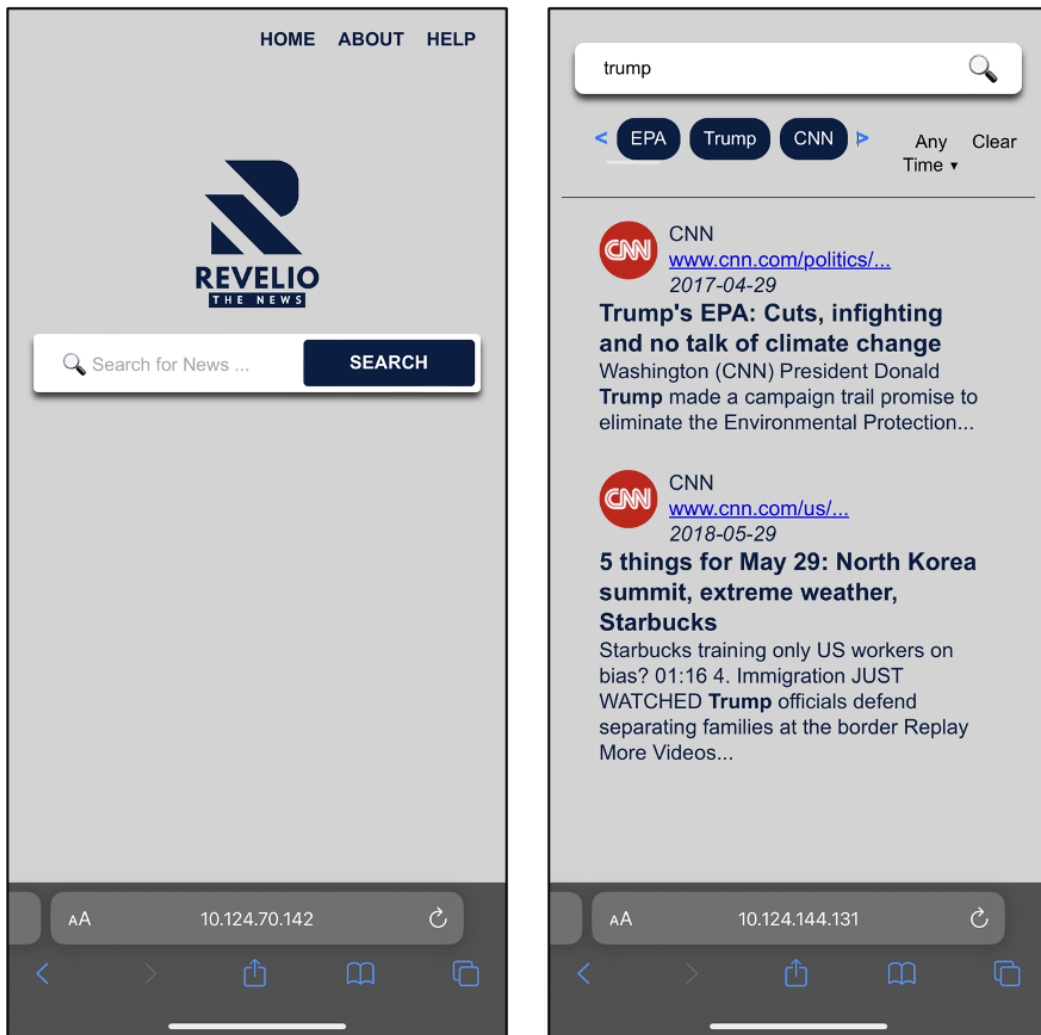 HOME ABOUT HELP
REVELIO
THE NEWS
Search for News ...
SEARCH
AA
10.124.70.142
trump
< EPA Trump CNN >
Any
Time ▾
Clear
CNN
CNN
www.cnn.com/politics/...
2017-04-29
Trump's EPA: Cuts, infighting
and no talk of climate change
Washington (CNN) President Donald
Trump made a campaign trail promise to
eliminate the Environmental Protection...
CNN
CNN
www.cnn.com/us/...
2018-05-29
5 things for May 29: North Korea
summit, extreme weather,
Starbucks
Starbucks training only US workers on
bias? 01:16 4. Immigration JUST
WATCHED Trump officials defend
separating families at the border Replay
More Videos...
AA
10.124.144.131